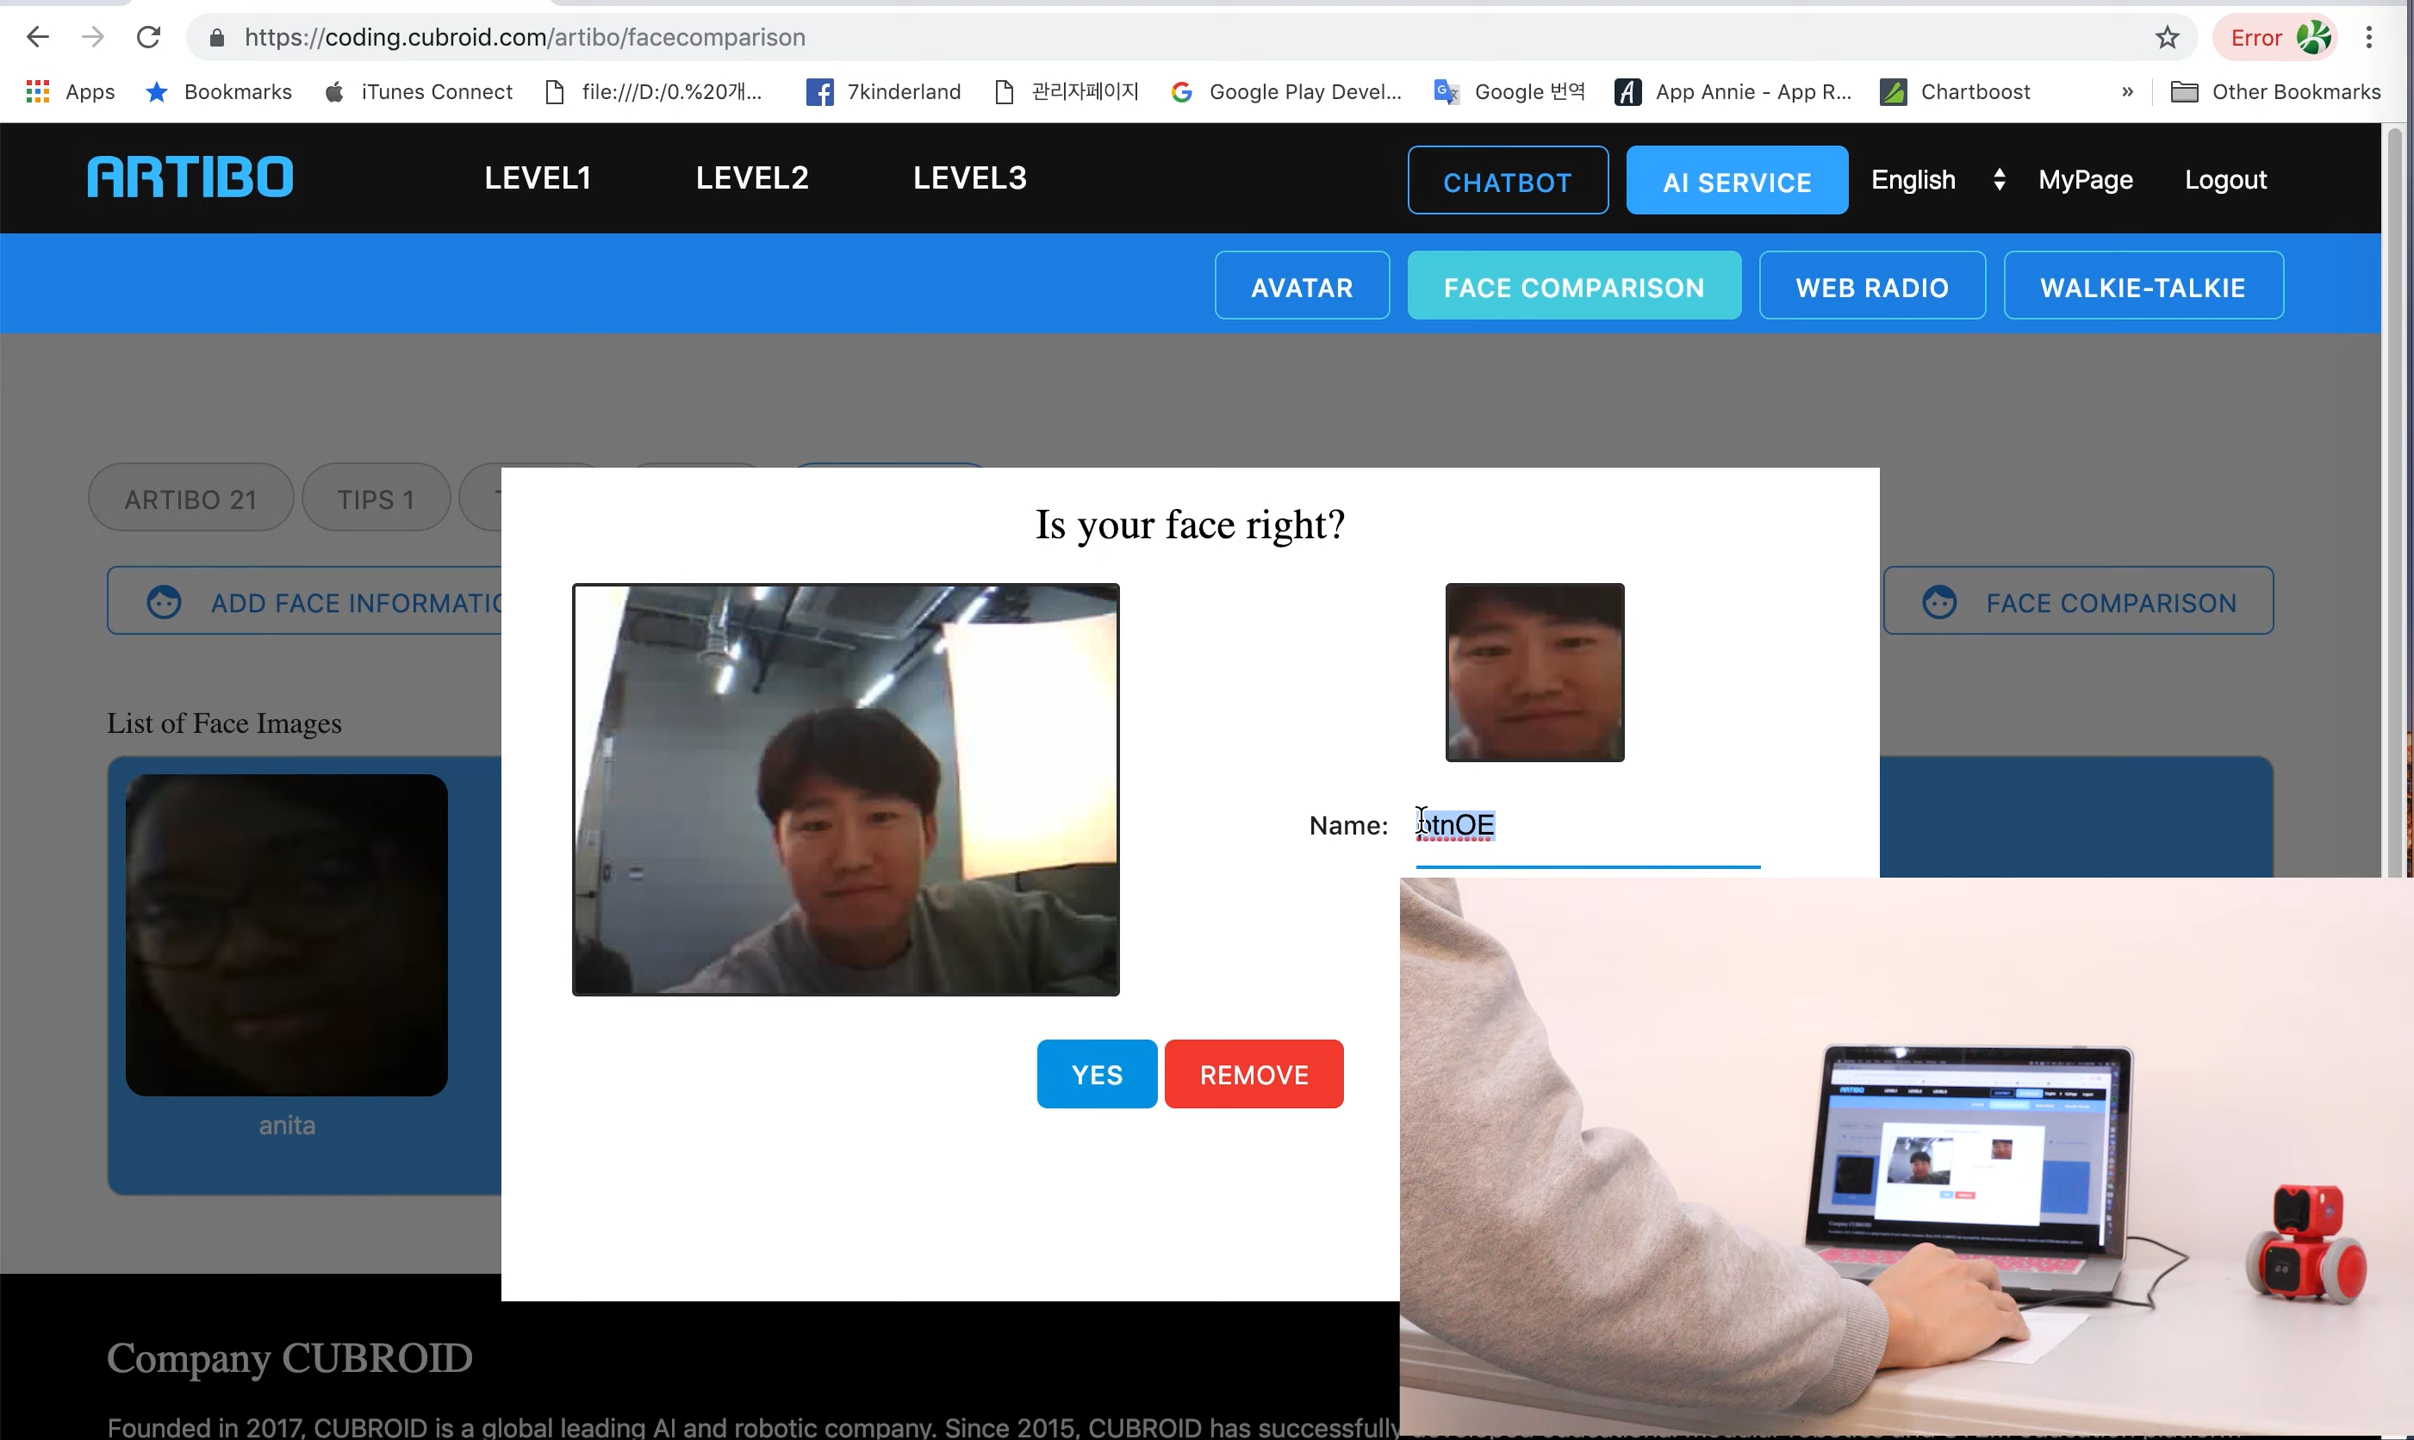 https://coding.cubroid.com/artibo/facecomparison
Error
Apps
Bookmarks
iTunes Connect
file:///D:/0.%20개...
7kinderland
관리자페이지
Google Play Devel...
Google 번역
App Annie - App R...
Chartboost
»
Other Bookmarks
ARTIBO
LEVEL1
LEVEL2
LEVEL3
CHATBOT
AI SERVICE
English
MyPage
Logout
AVATAR
FACE COMPARISON
WEB RADIO
WALKIE-TALKIE
ARTIBO 21
TIPS 1
Is your face right?
ADD FACE INFORMATIO
FACE COMPARISON
List of Face Images
Name:
YES
REMOVE
anita
Company CUBROID
Founded in 2017, CUBROID is a global leading AI and robotic company. Since 2015, CUBROID has successfully